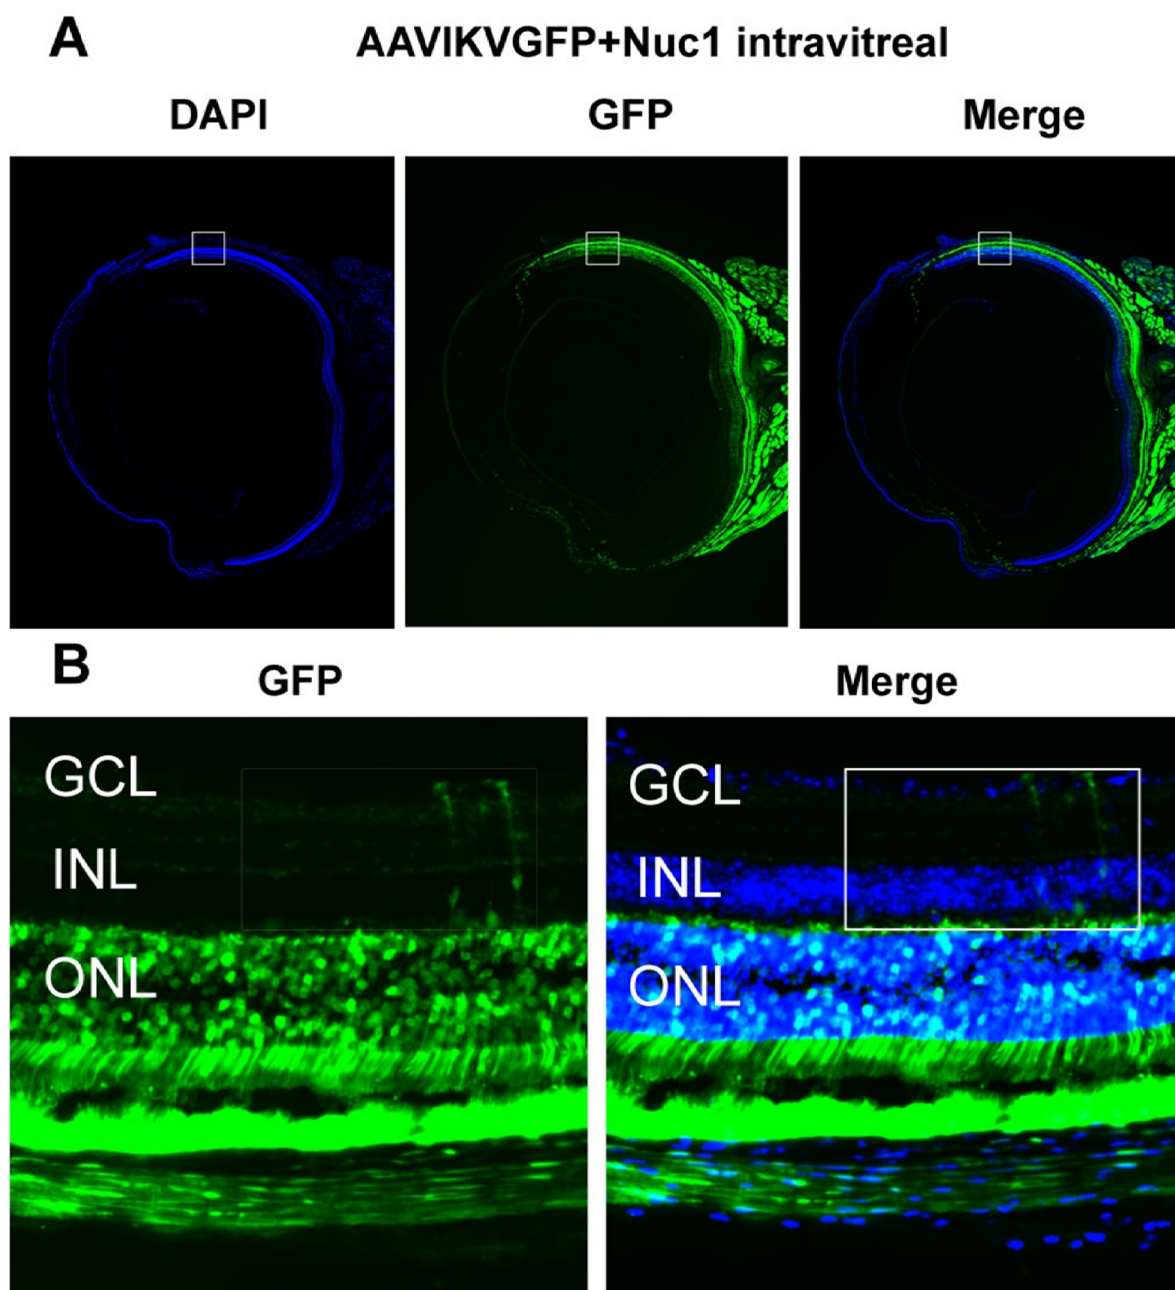 A
AAVIKVGFP+Nuc1 intravitreal
DAPI GFP Merge
B
GFP Merge
GCL GCL
INL INL
ONL ONL